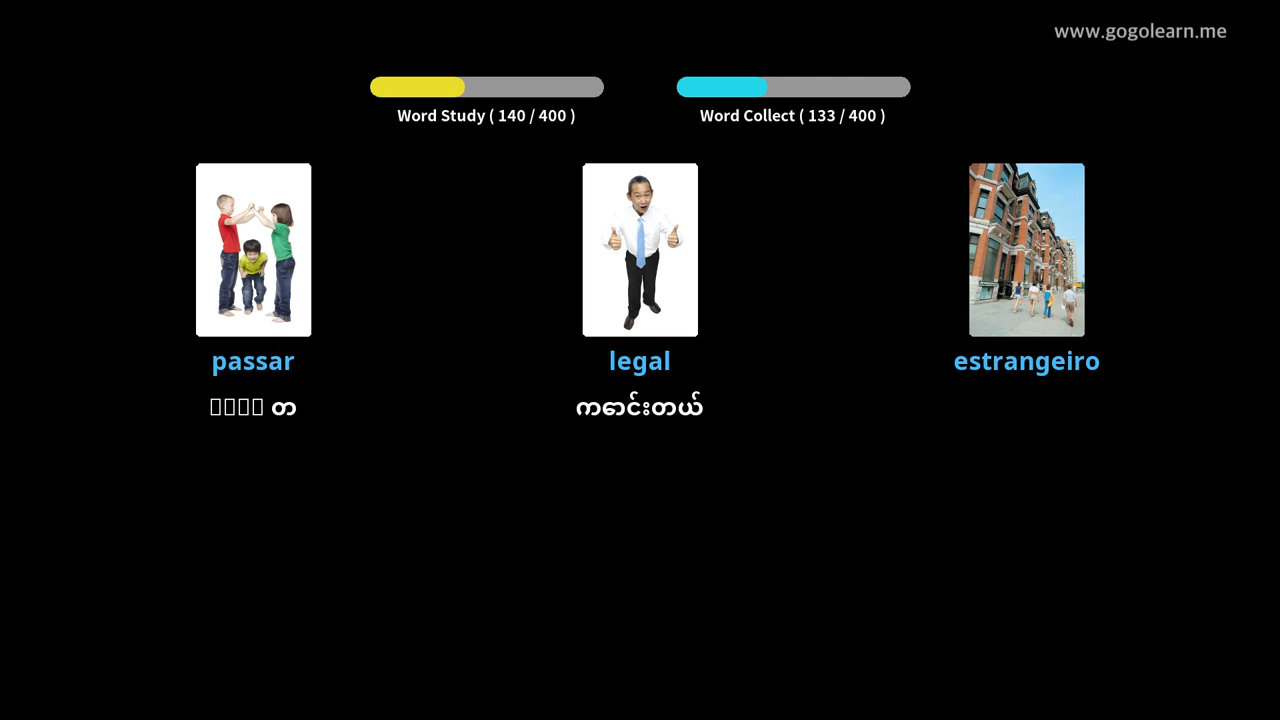 www.gogolearn.me
Word Study ( 140 / 400 )
Word Collect ( 133 / 400 )
passar
legal
estrangeiro
တ
ကောင်းတယ်